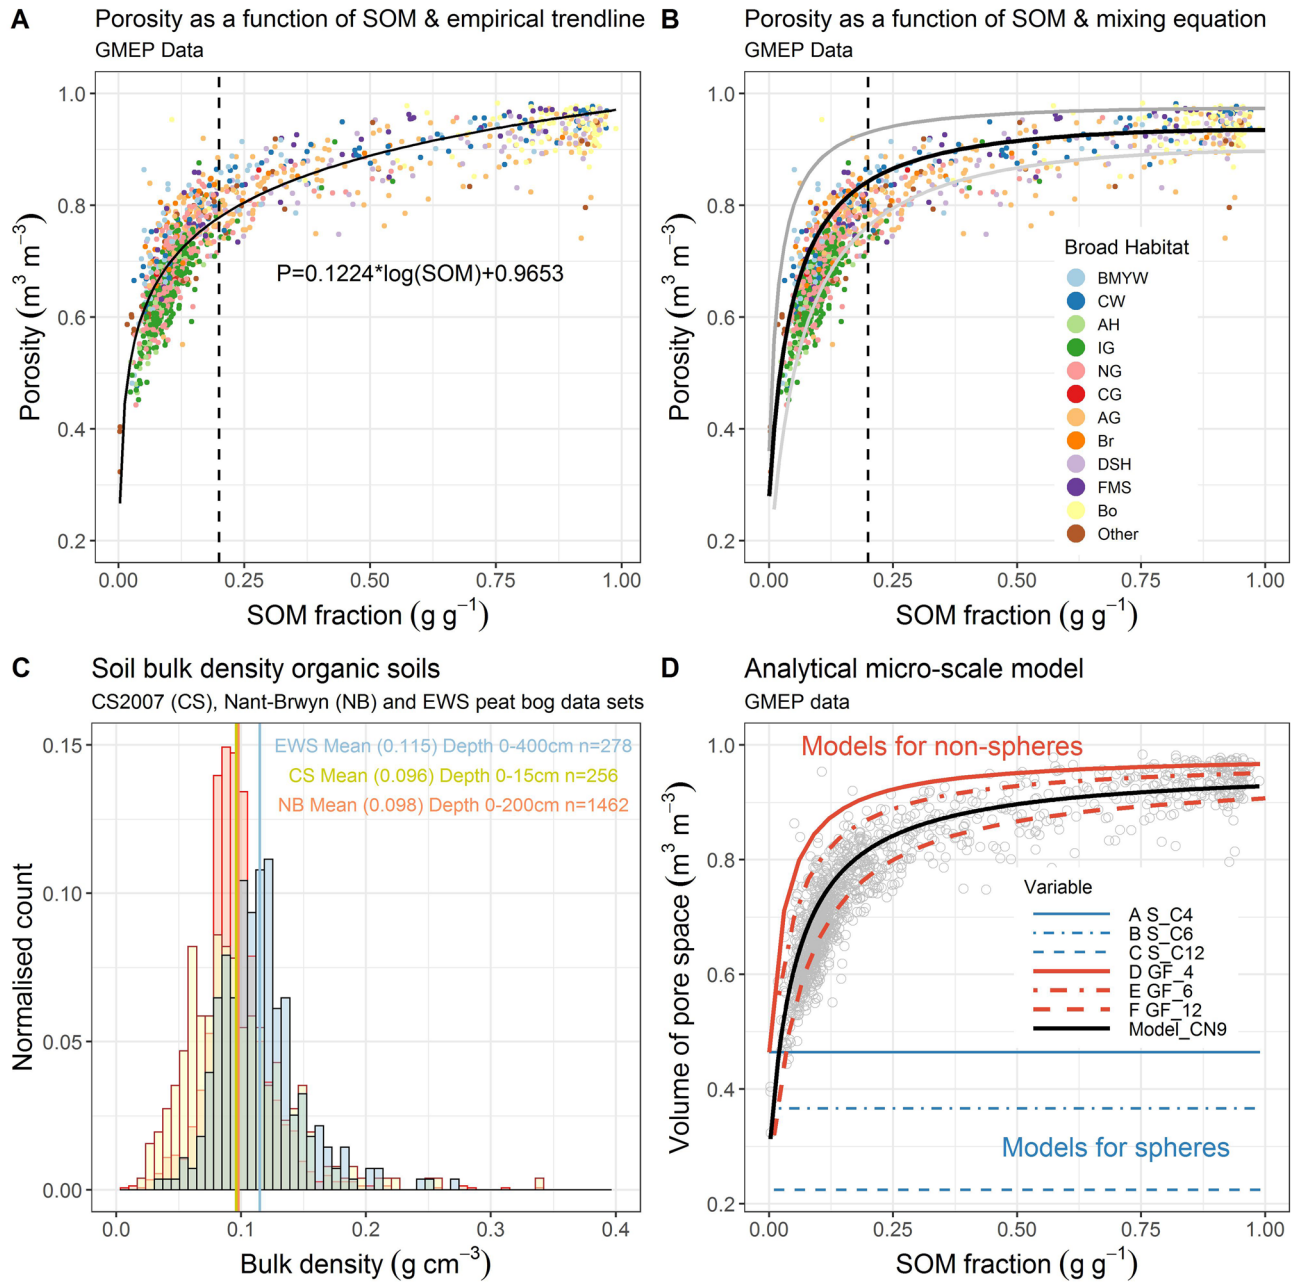 A Porosity as a function of SOM & empirical trendline
GMEP Data
1.0
0.8
0.6
0.4
0.2
Porosity (m³ m⁻³)
P=0.1224*log(SOM)+0.9653
0.00 0.25 0.50 0.75 1.00
SOM fraction (g g⁻¹)
B Porosity as a function of SOM & mixing equation
GMEP Data
1.0
0.8
0.6
0.4
0.2
Porosity (m³ m⁻³)
Broad Habitat
BMYW
CW
AH
IG
NG
CG
AG
Br
DSH
FMS
Bo
Other
0.00 0.25 0.50 0.75 1.00
SOM fraction (g g⁻¹)
C Soil bulk density organic soils
CS2007 (CS), Nant-Brwyn (NB) and EWS peat bog data sets
EWS Mean (0.115) Depth 0-400cm n=278
CS Mean (0.096) Depth 0-15cm n=256
NB Mean (0.098) Depth 0-200cm n=1462
0.15
0.10
0.05
0.00
Normalised count
0.0 0.1 0.2 0.3 0.4
Bulk density (g cm⁻³)
D Analytical micro-scale model
GMEP data
Models for non-spheres
1.0
0.8
0.6
0.4
0.2
Volume of pore space (m³ m⁻³)
Variable
A S_C4
B S_C6
C S_C12
D GF_4
E GF_6
F GF_12
Model_CN9
Models for spheres
0.00 0.25 0.50 0.75 1.00
SOM fraction (g g⁻¹)